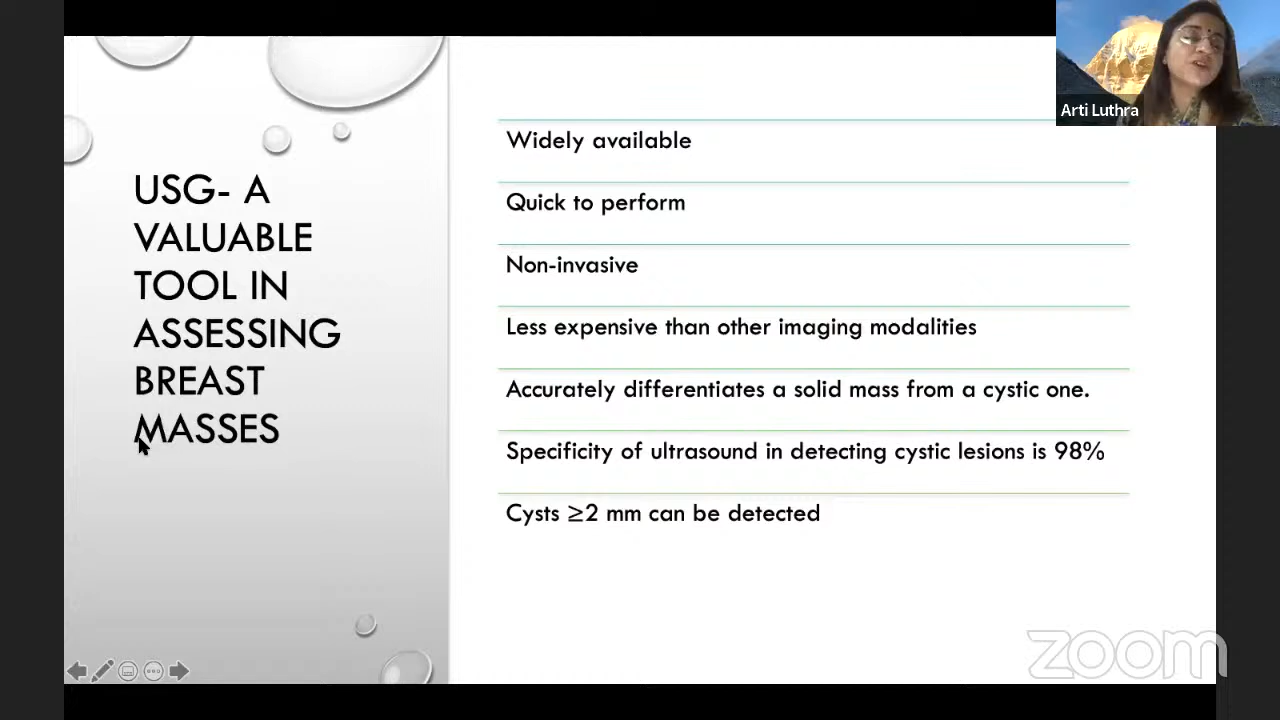 USG- A
VALUABLE
TOOL IN
ASSESSING
BREAST
MASSES
Widely available
Quick to perform
Non-invasive
Less expensive than other imaging modalities
Accurately differentiates a solid mass from a cystic one.
Specificity of ultrasound in detecting cystic lesions is 98%
Cysts ≥2 mm can be detected
Arti Luthra
zoom